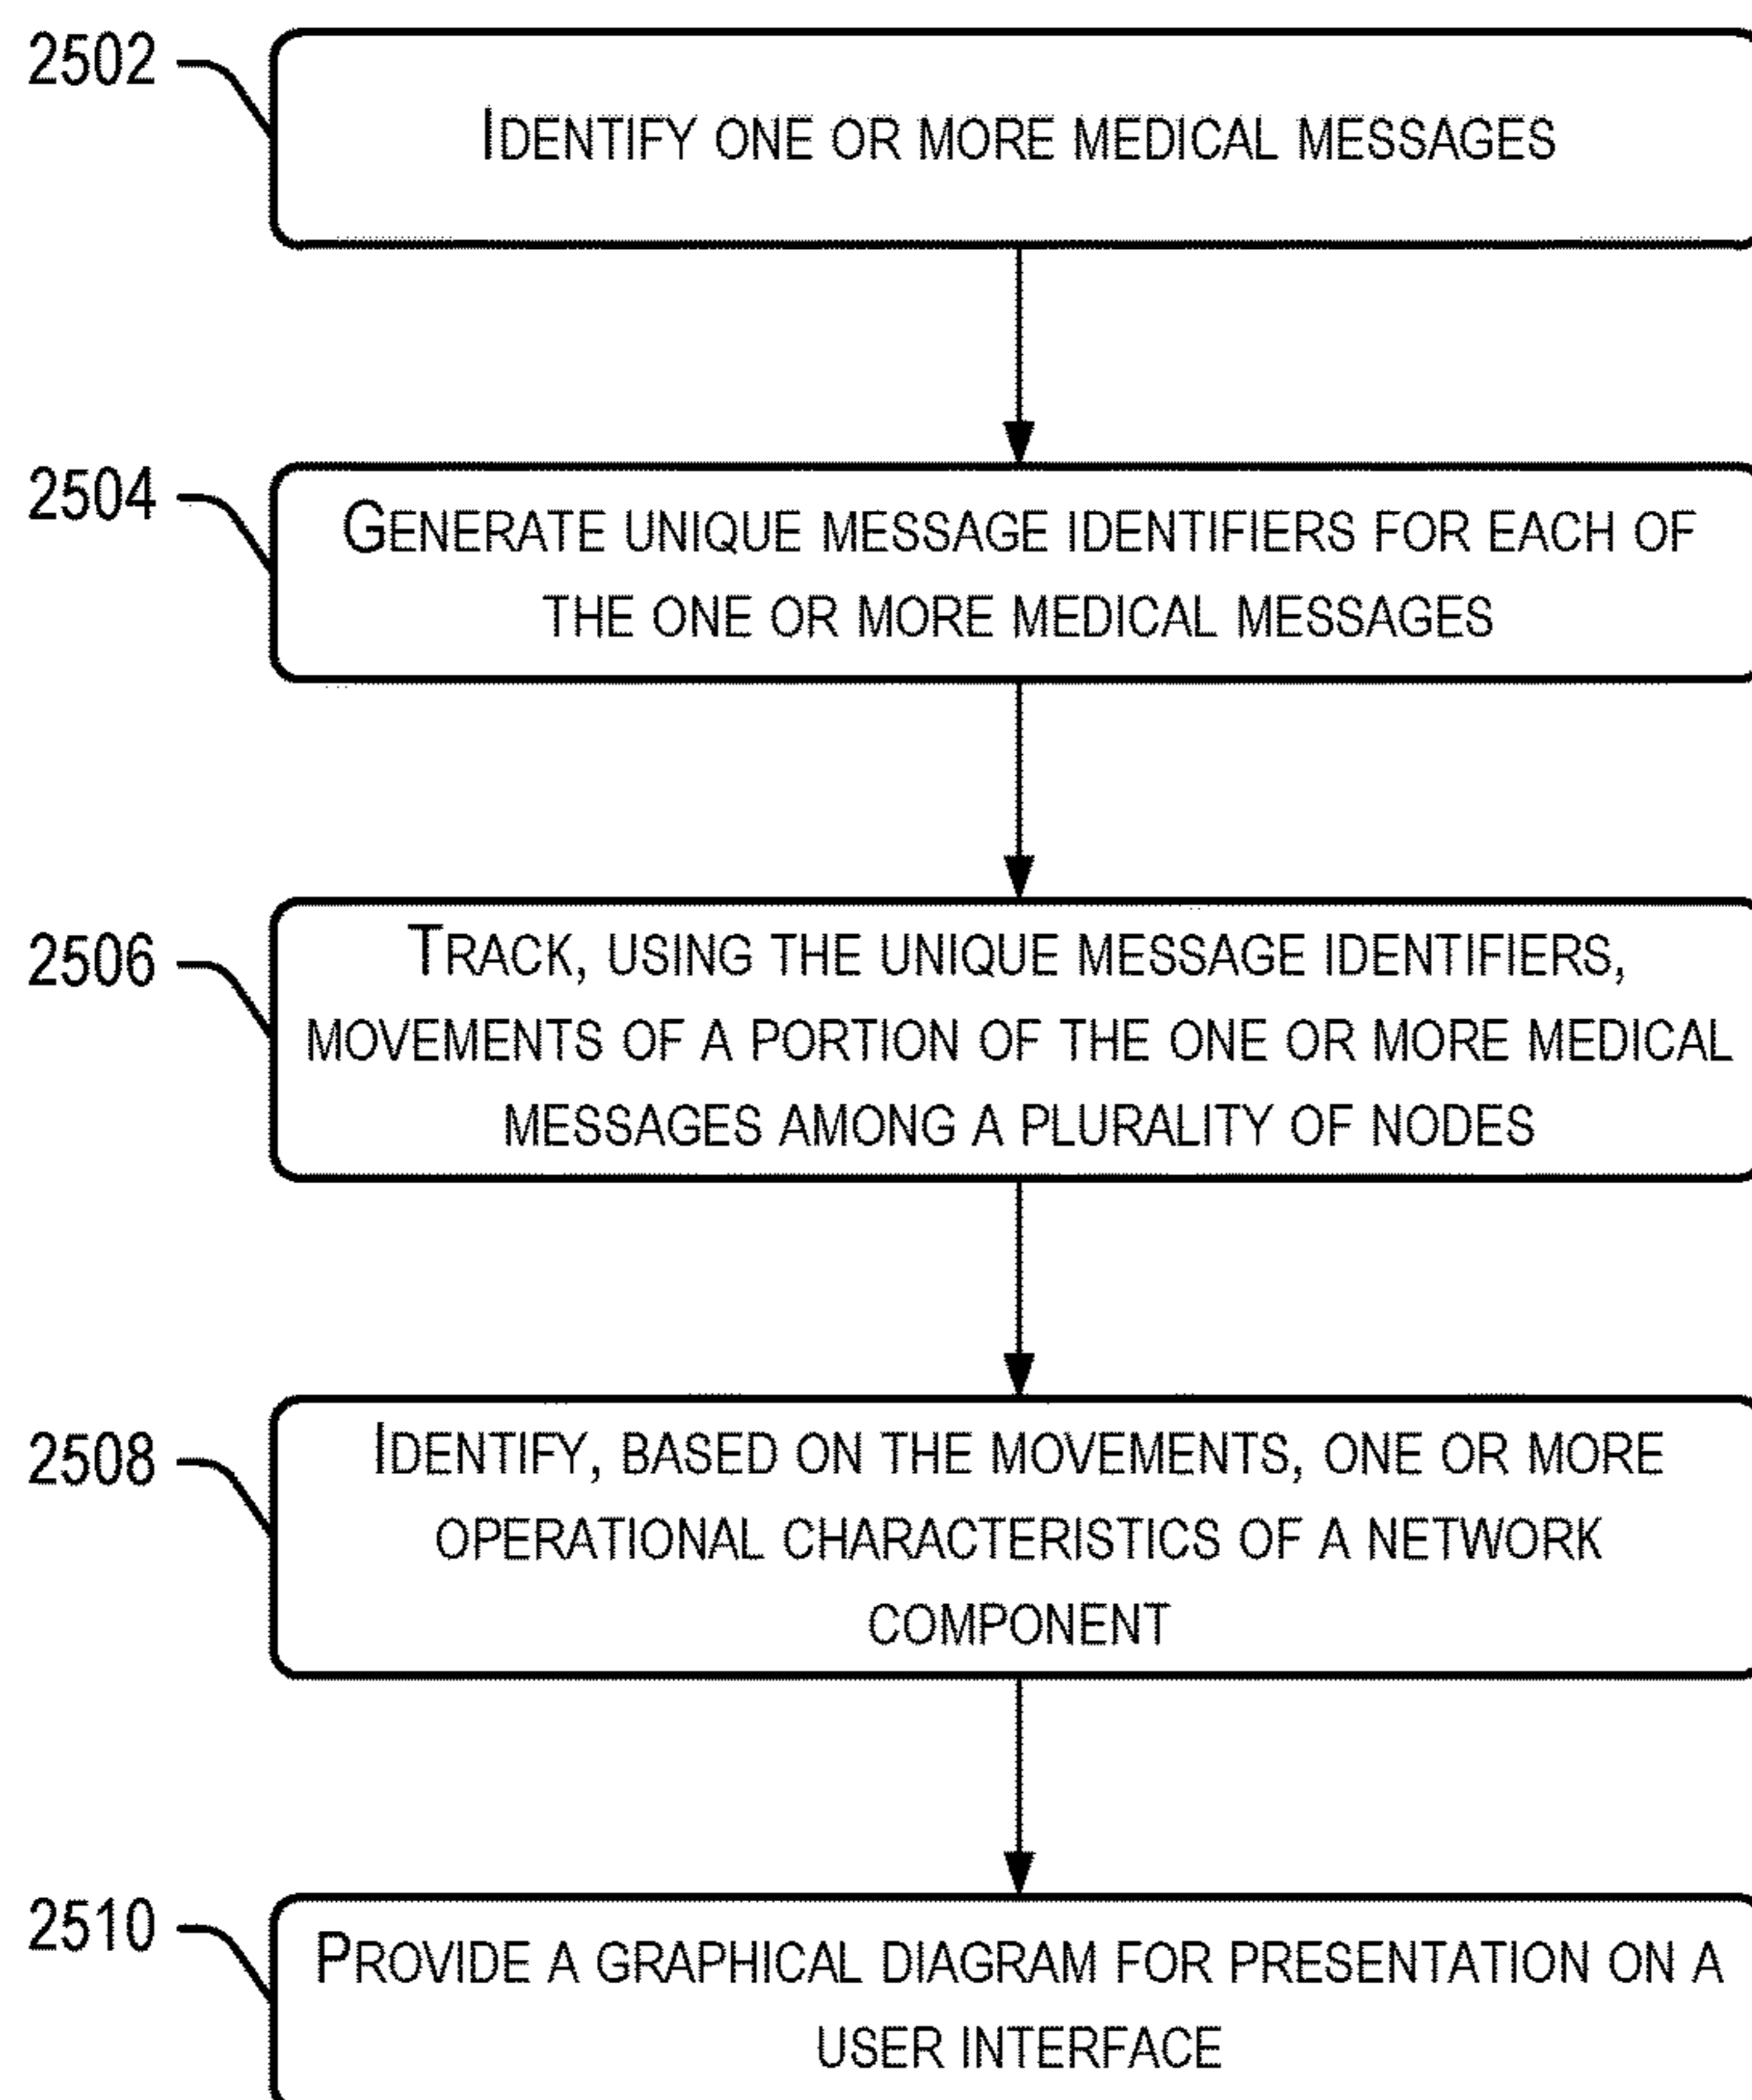 2502
IDENTIFY ONE OR MORE MEDICAL MESSAGES
2504
GENERATE UNIQUE MESSAGE IDENTIFIERS FOR EACH OF
THE ONE OR MORE MEDICAL MESSAGES
2506
TRACK, USING THE UNIQUE MESSAGE IDENTIFIERS,
MOVEMENTS OF A PORTION OF THE ONE OR MORE MEDICAL
MESSAGES AMONG A PLURALITY OF NODES
2508
IDENTIFY, BASED ON THE MOVEMENTS, ONE OR MORE
OPERATIONAL CHARACTERISTICS OF A NETWORK
COMPONENT
2510
PROVIDE A GRAPHICAL DIAGRAM FOR PRESENTATION ON A
USER INTERFACE